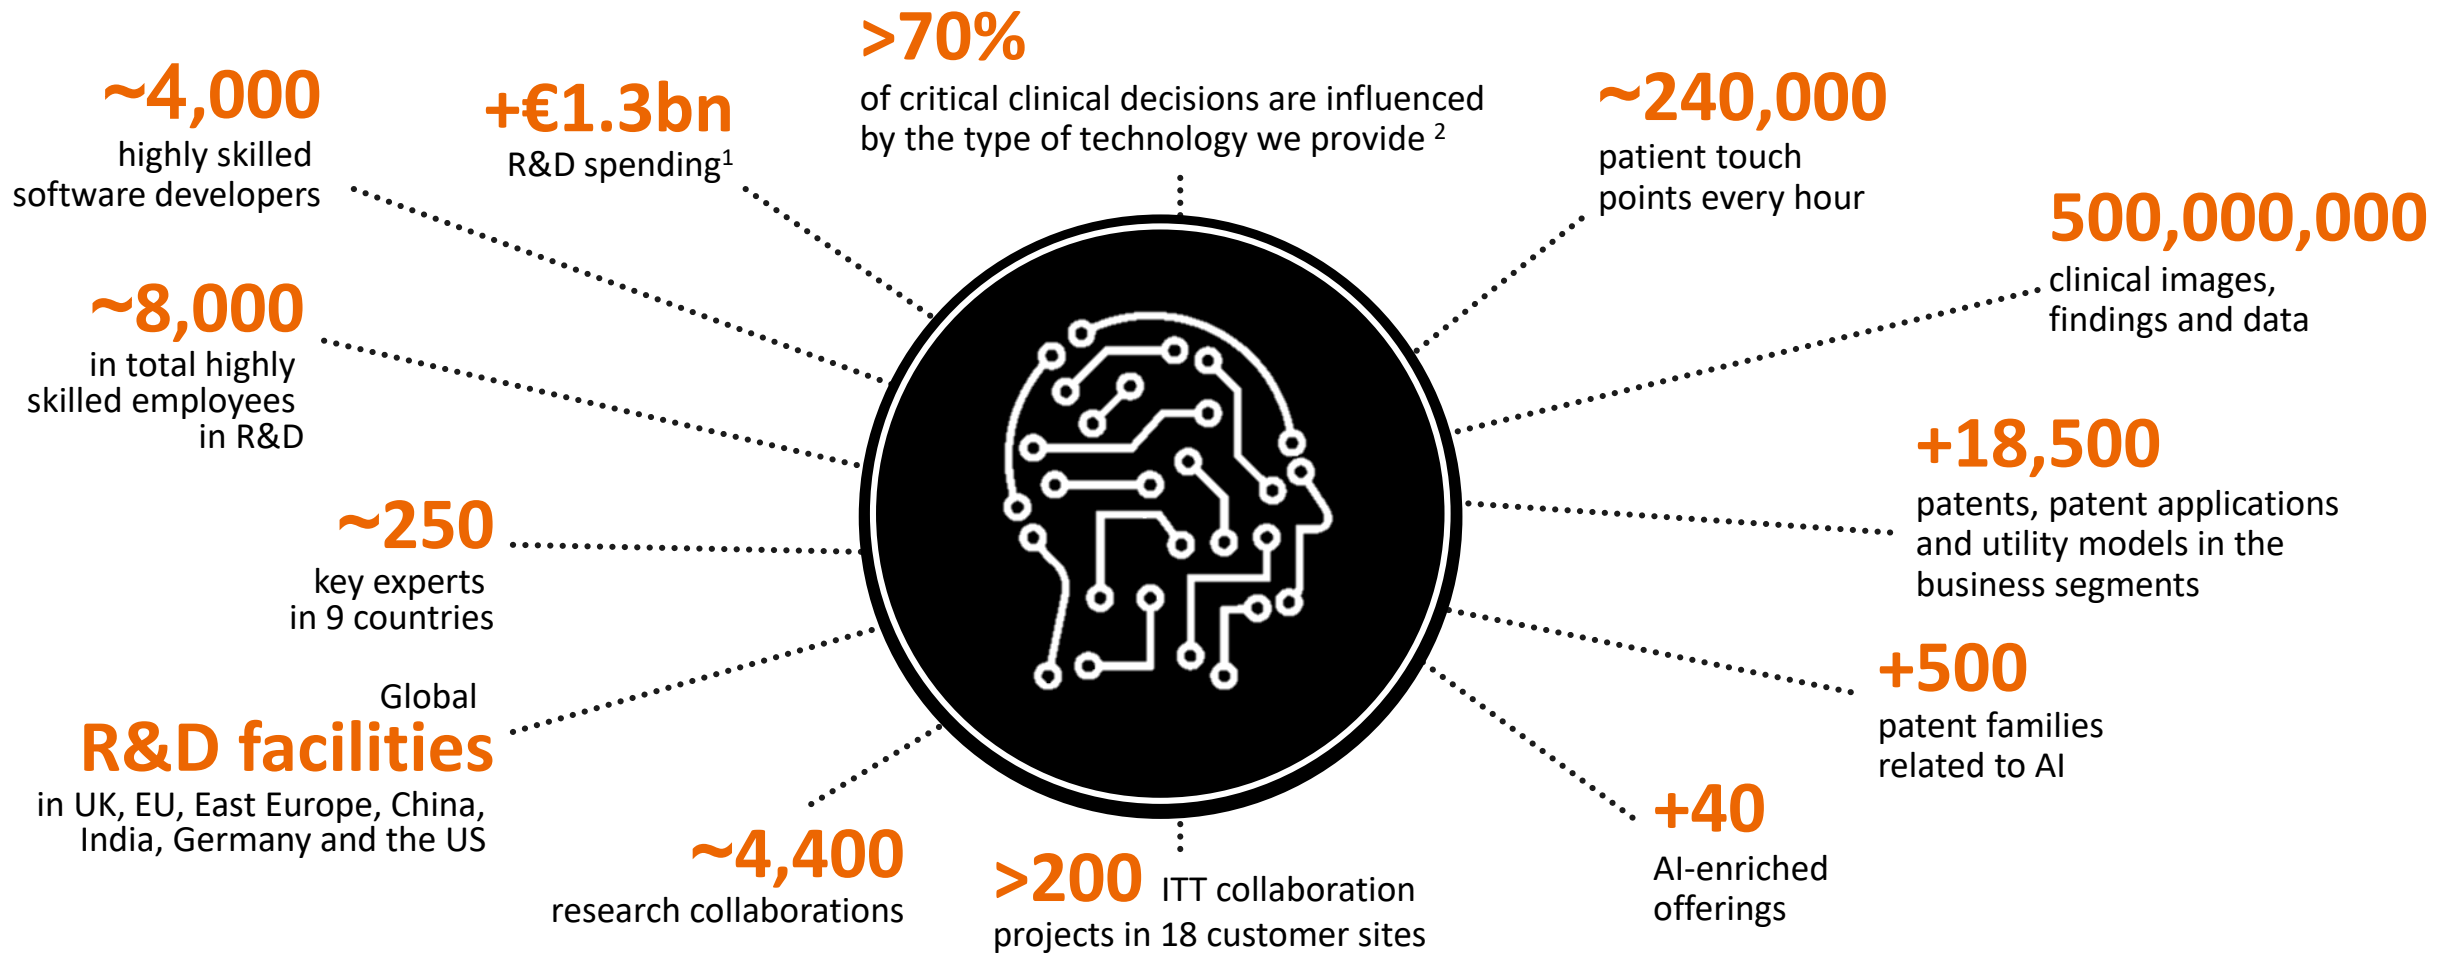 >70%
of critical clinical decisions are influenced
by the type of technology we provide ²
~4,000
highly skilled
software developers
+€1.3bn
R&D spending¹
~240,000
patient touch
points every hour
500,000,000
clinical images,
findings and data
~8,000
in total highly
skilled employees
in R&D
+18,500
patents, patent applications
and utility models in the
business segments
~250
key experts
in 9 countries
+500
patent families
related to AI
Global
R&D facilities
in UK, EU, East Europe, China,
India, Germany and the US
+40
AI-enriched
offerings
~4,400
research collaborations
>200 ITT collaboration
projects in 18 customer sites